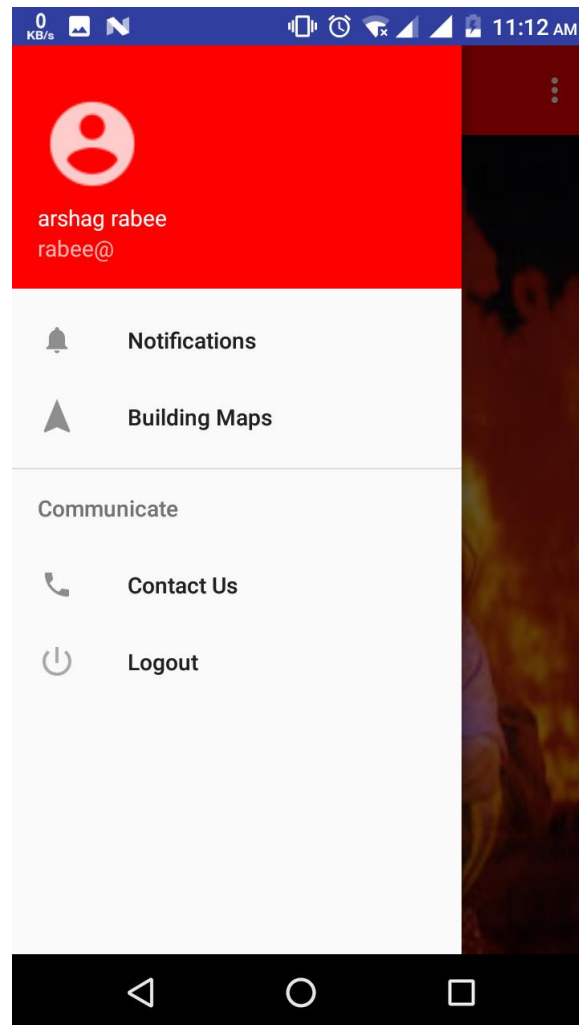 0
KB/s
11:12 AM
arshag rabee
rabee@
Notifications
Building Maps
Communicate
Contact Us
Logout